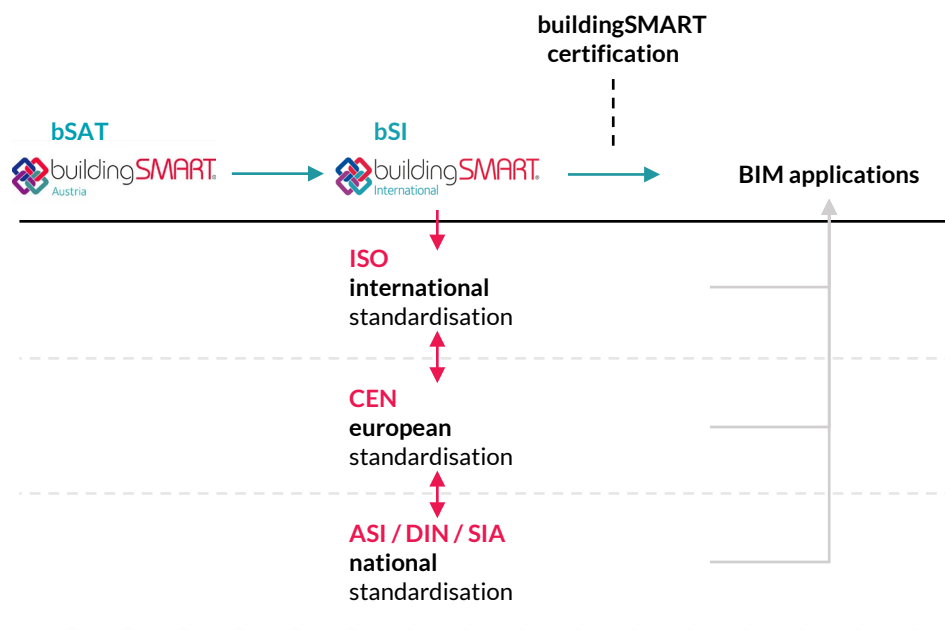 buildingSMART
certification
bSAT
buildingSMART®
Austria
bSI
buildingSMART®
International
BIM applications
ISO
international
standardisation
CEN
european
standardisation
ASI / DIN / SIA
national
standardisation